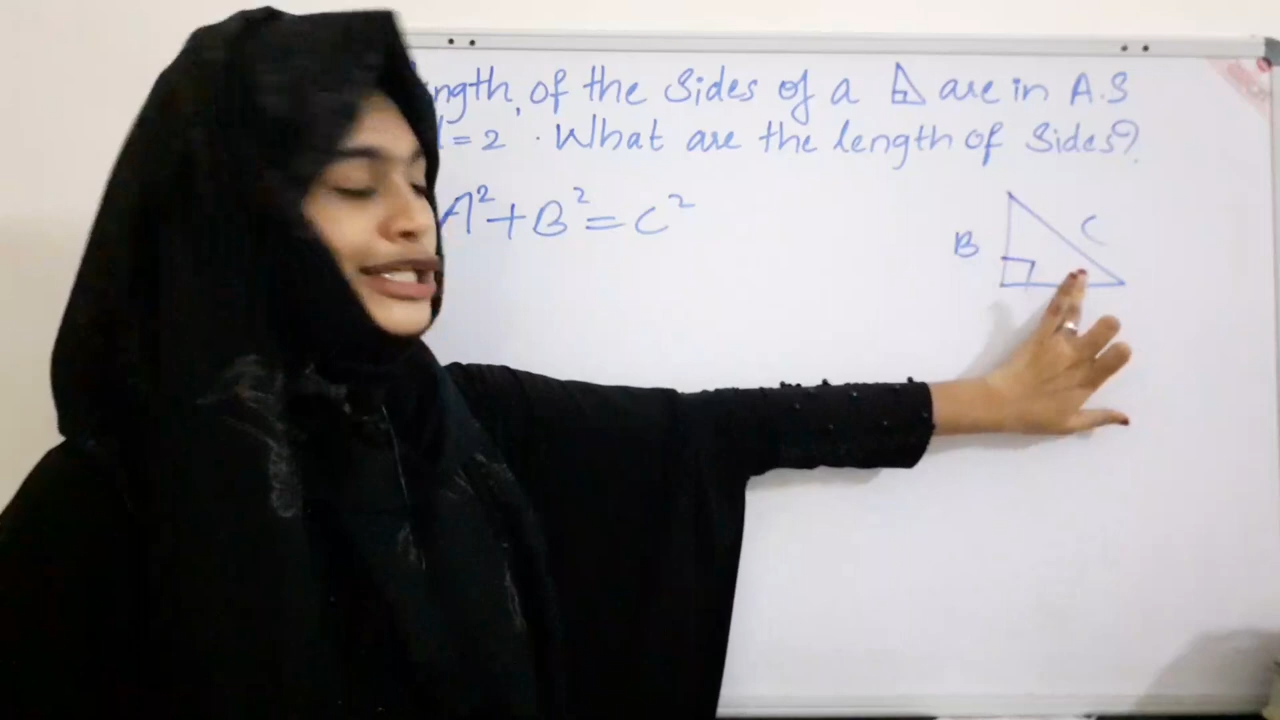 ngth, of the Sides of a are in A.S
d=2 . What are the length of Sides?
A²+B²=C²
B
C